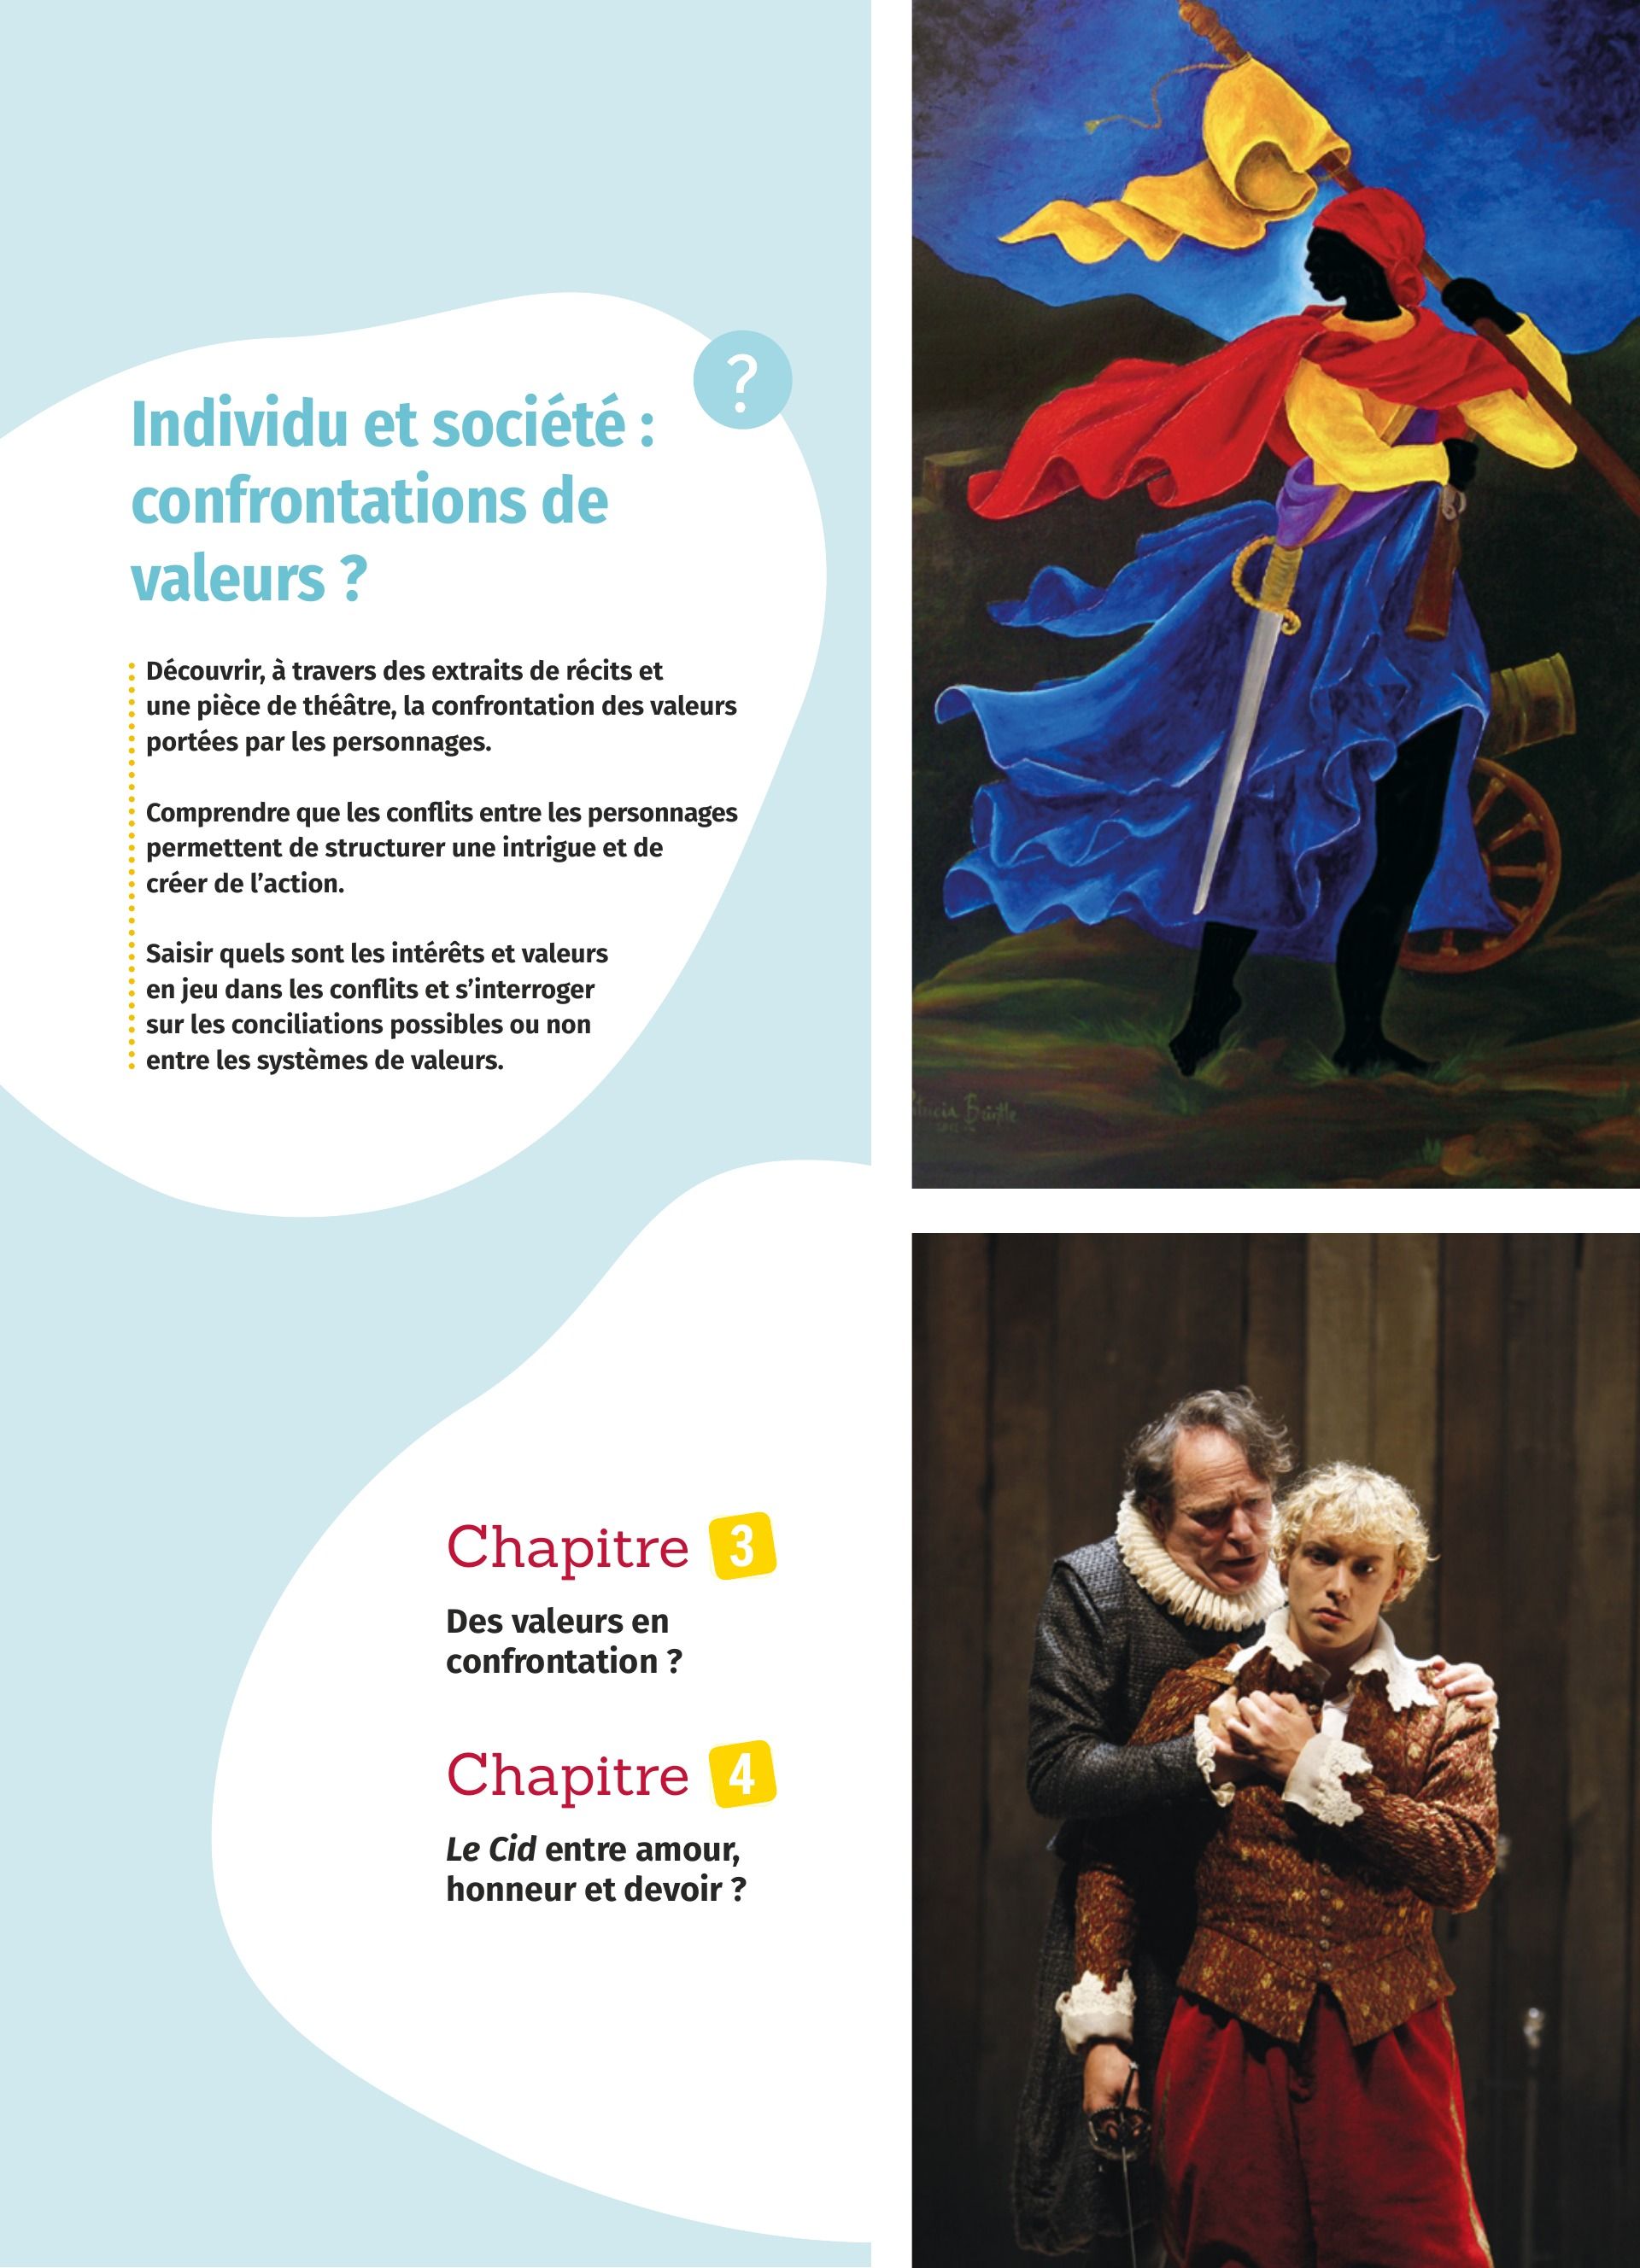 ?
Individu et société :
confrontations de
valeurs ?
Découvrir, à travers des extraits de récits et
une pièce de théâtre, la confrontation des valeurs
portées par les personnages.
Comprendre que les conflits entre les personnages
permettent de structurer une intrigue et de
créer de l’action.
Saisir quels sont les intérêts et valeurs
en jeu dans les conflits et s’interroger
sur les conciliations possibles ou non
entre les systèmes de valeurs.
Chapitre 3
Des valeurs en
confrontation ?
Chapitre 4
Le Cid entre amour,
honneur et devoir ?